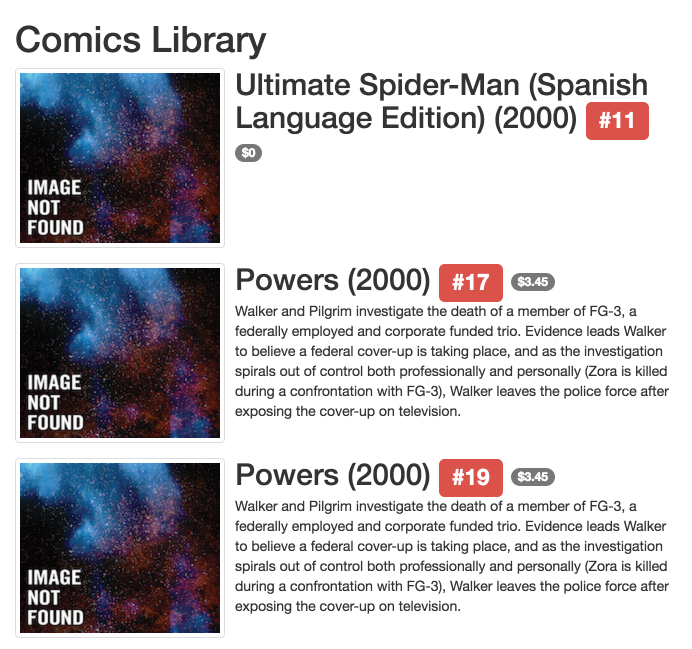 Comics Library
Ultimate Spider-Man (Spanish
Language Edition) (2000) #11
$0
IMAGE
NOT
FOUND
Powers (2000) #17 $3.45
Walker and Pilgrim investigate the death of a member of FG-3, a
federally employed and corporate funded trio. Evidence leads Walker
to believe a federal cover-up is taking place, and as the investigation
spirals out of control both professionally and personally (Zora is killed
during a confrontation with FG-3), Walker leaves the police force after
exposing the cover-up on television.
IMAGE
NOT
FOUND
Powers (2000) #19 $3.45
Walker and Pilgrim investigate the death of a member of FG-3, a
federally employed and corporate funded trio. Evidence leads Walker
to believe a federal cover-up is taking place, and as the investigation
spirals out of control both professionally and personally (Zora is killed
during a confrontation with FG-3), Walker leaves the police force after
exposing the cover-up on television.
IMAGE
NOT
FOUND